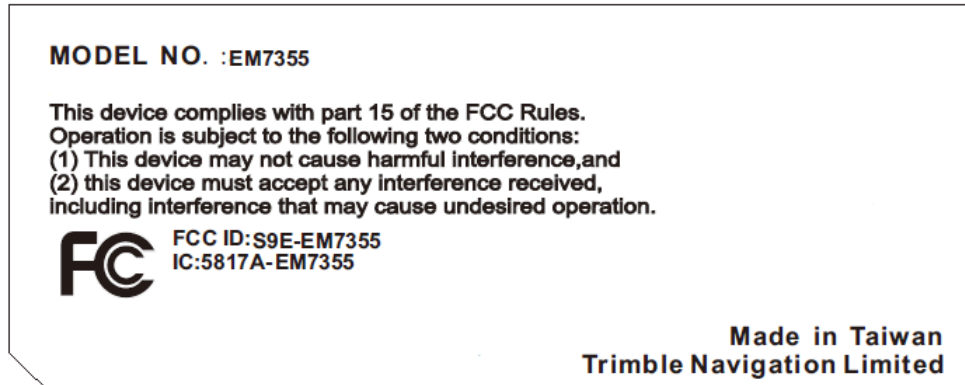 MODEL NO. :EM7355
This device complies with part 15 of the FCC Rules.
Operation is subject to the following two conditions:
(1) This device may not cause harmful interference,and
(2) this device must accept any interference received,
including interference that may cause undesired operation.
FC
FCC ID:S9E-EM7355
IC:5817A-EM7355
Made in Taiwan
Trimble Navigation Limited